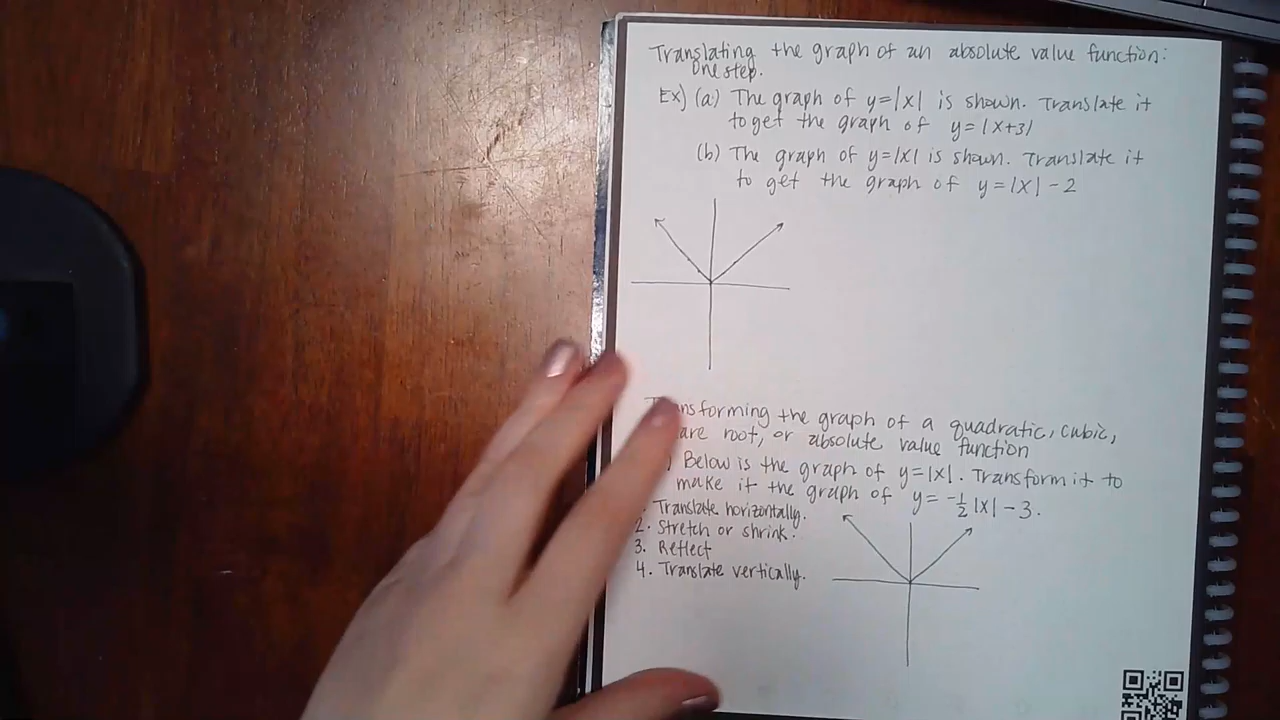 Translating the graph of an absolute value function:
One step.
Ex) (a) The graph of y=|x| is shown. Translate it
to get the graph of y=|x+3|
(b) The graph of y=|x| is shown. Translate it
to get the graph of y=|x|-2
Transforming the graph of a quadratic, cubic,
root, or absolute value function
Below is the graph of y=|x|. Transform it to
make it the graph of y=-1/2|x|-3.
Translate horizontally.
2. Stretch or shrink.
3. Reflect
4. Translate vertically.